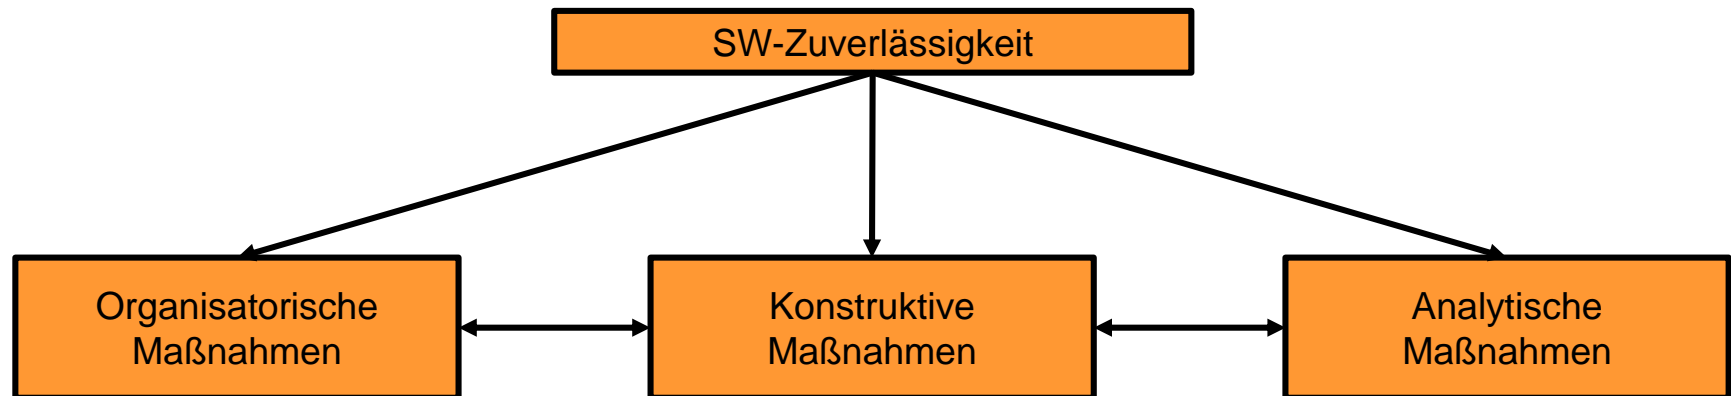 SW-Zuverlässigkeit
Organisatorische
Maßnahmen
Konstruktive
Maßnahmen
Analytische
Maßnahmen